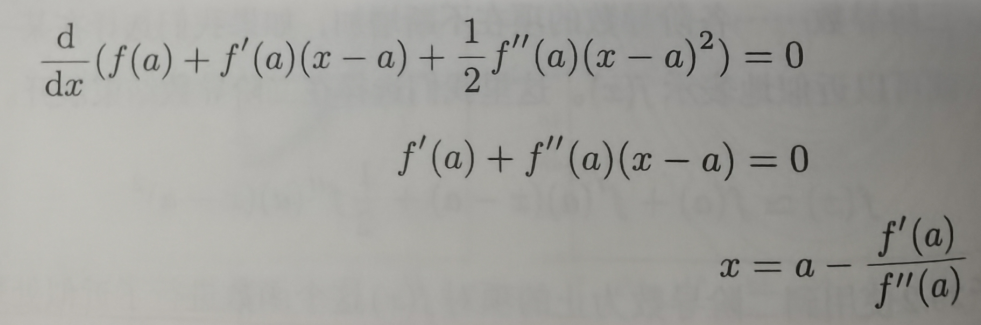 d/dx (f(a) + f′(a)(x − a) + 1/2 f″(a)(x − a)²) = 0
f′(a) + f″(a)(x − a) = 0
x = a − f′(a)/f″(a)